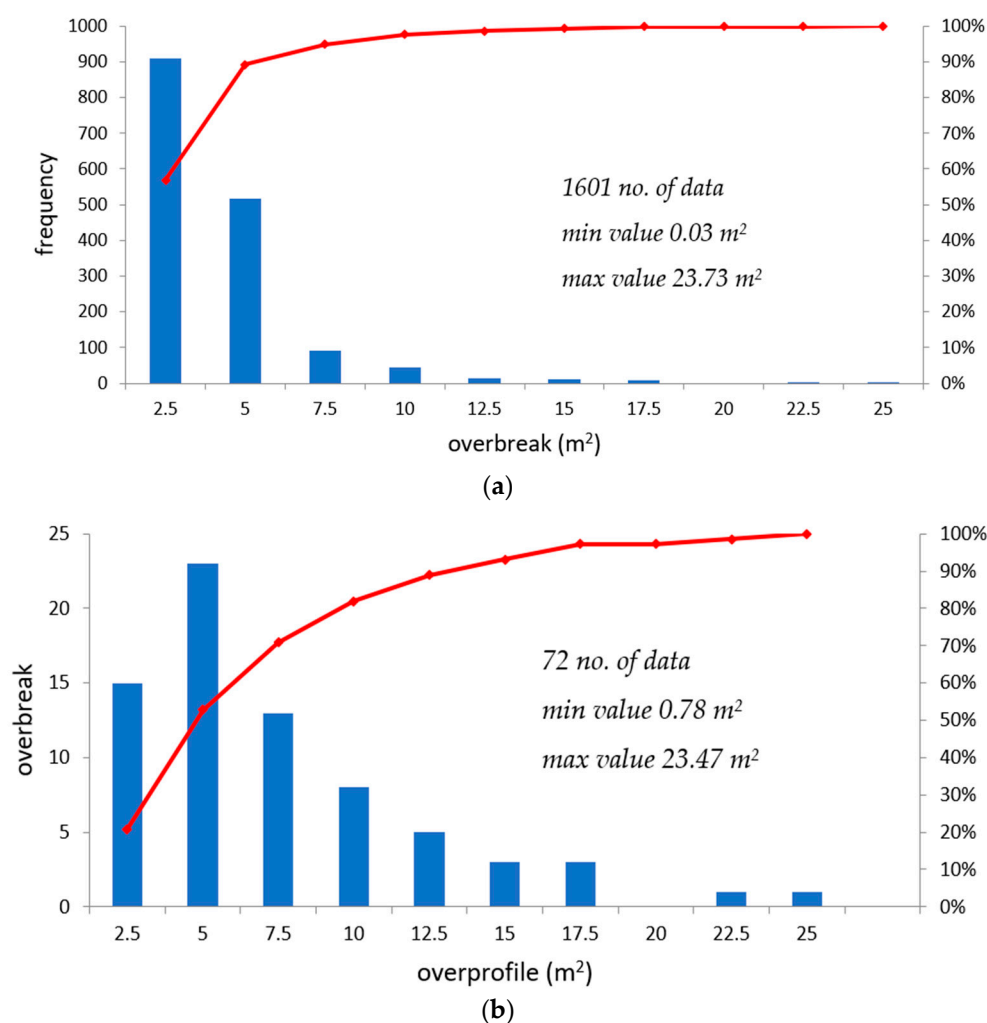 1000
900
800
700
600
500
400
300
200
100
0
frequency
100%
90%
80%
70%
60%
50%
40%
30%
20%
10%
0%
1601 no. of data
min value 0.03 m²
max value 23.73 m²
2.5 5 7.5 10 12.5 15 17.5 20 22.5 25
overbreak (m²)
(a)
25
20
15
10
5
0
overbreak
100%
90%
80%
70%
60%
50%
40%
30%
20%
10%
0%
72 no. of data
min value 0.78 m²
max value 23.47 m²
2.5 5 7.5 10 12.5 15 17.5 20 22.5 25
overprofile (m²)
(b)